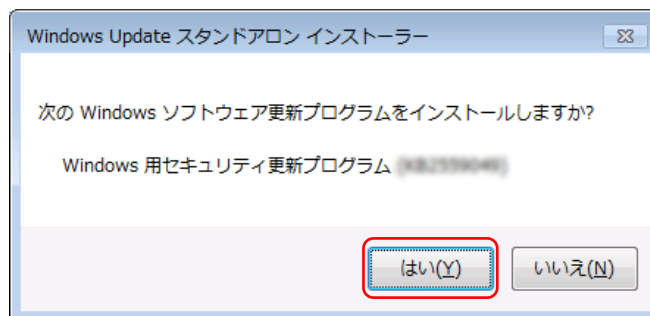 Windows Update スタンドアロン インストーラー
次の Windows ソフトウェア更新プログラムをインストールしますか?
Windows 用セキュリティ更新プログラム
はい(Y)
いいえ(N)